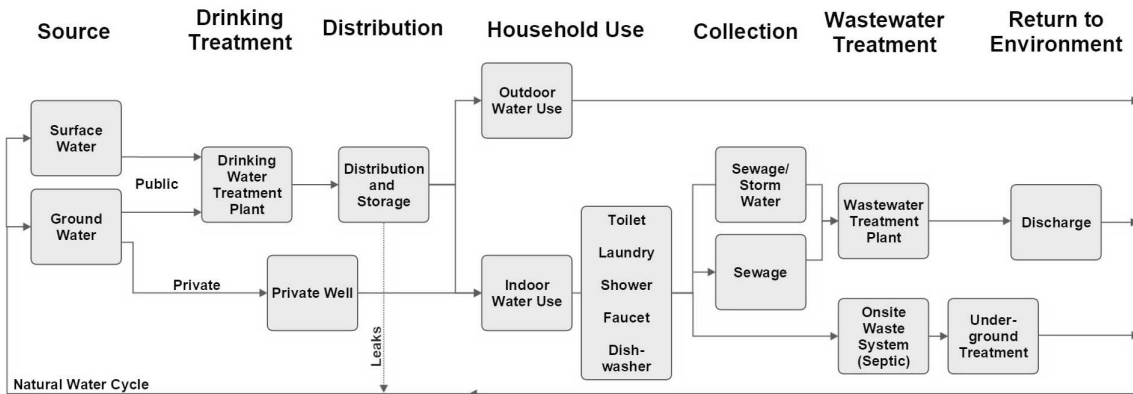 Source
Drinking
Treatment
Distribution
Household Use
Collection
Wastewater
Treatment
Return to
Environment
Surface
Water
Ground
Water
Public
Private
Drinking
Water
Treatment
Plant
Private Well
Distribution
and
Storage
Leaks
Outdoor
Water Use
Indoor
Water Use
Toilet
Laundry
Shower
Faucet
Dish-
washer
Sewage/
Storm
Water
Sewage
Wastewater
Treatment
Plant
Onsite
Waste
System
(Septic)
Discharge
Under-
ground
Treatment
Natural Water Cycle